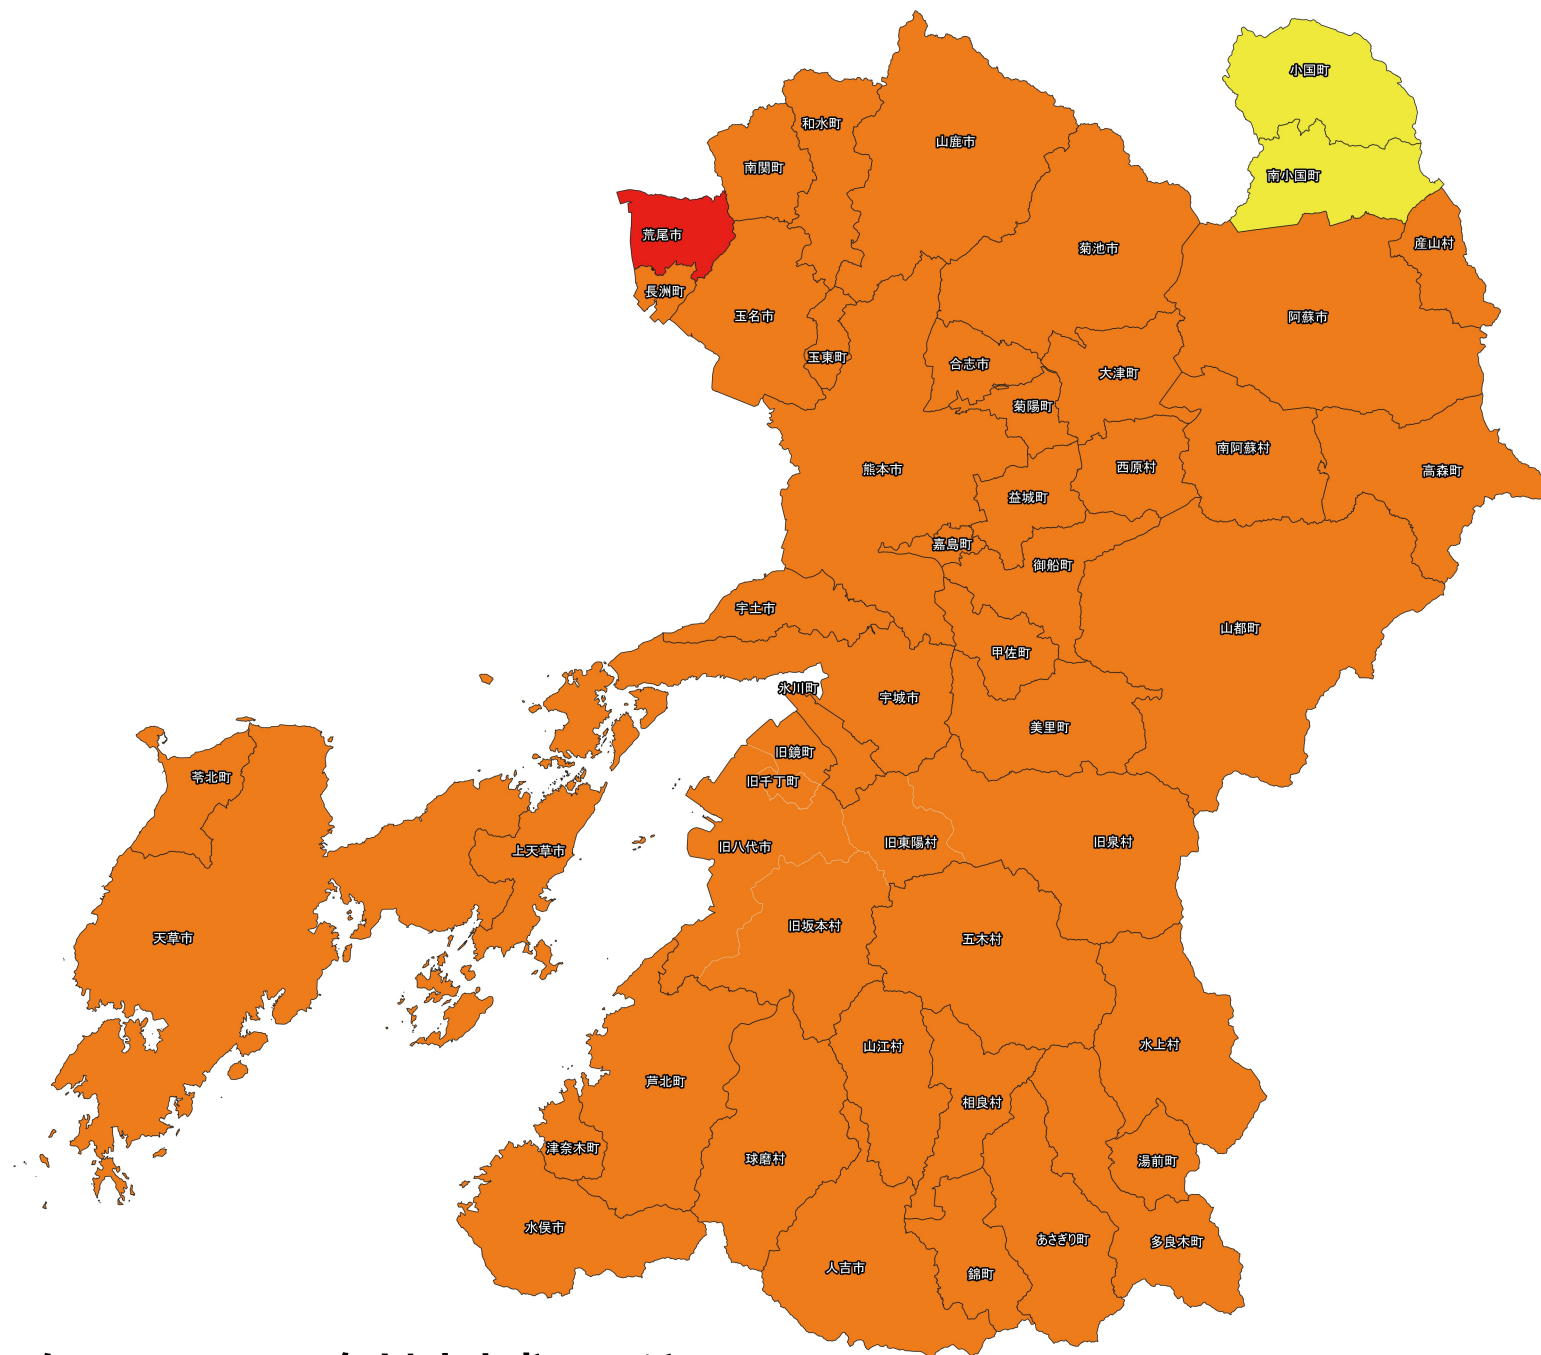 小国町
和水町
山鹿市
南関町
南小国町
荒尾市
産山村
菊池市
長洲町
玉名市
阿蘇市
玉東町
合志市
大津町
菊陽町
南阿蘇村
熊本市
西原村
高森町
益城町
嘉島町
御船町
宇土市
山都町
甲佐町
氷川町
宇城市
美里町
旧鏡町
苓北町
旧千丁町
旧八代市
上天草市
旧東陽村
旧泉村
天草市
旧坂本村
五木村
水上村
山江村
芦北町
相良村
津奈木町
球磨村
湯前町
水俣市
あさぎり町
多良木町
人吉市
錦町